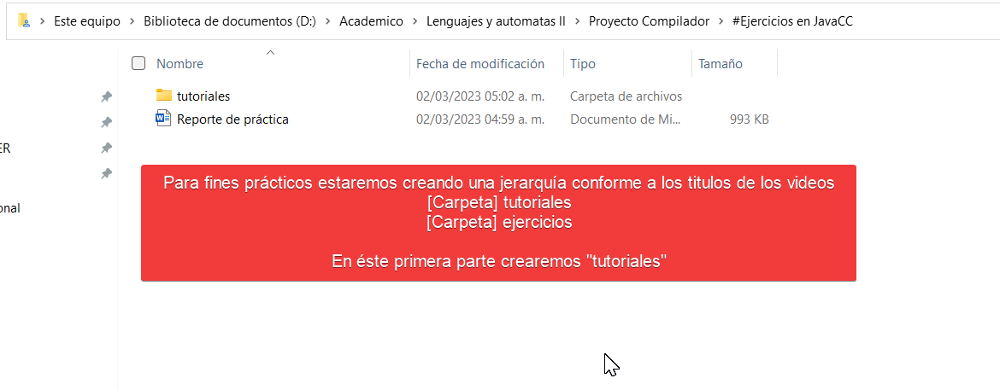 Este equipo > Biblioteca de documentos (D:) > Academico > Lenguajes y automatas II > Proyecto Compilador > #Ejercicios en JavaCC
Nombre Fecha de modificación Tipo Tamaño
tutoriales 02/03/2023 05:02 a. m. Carpeta de archivos
Reporte de práctica 02/03/2023 04:59 a. m. Documento de Mi... 993 KB
ER
onal
Para fines prácticos estaremos creando una jerarquía conforme a los titulos de los videos
[Carpeta] tutoriales
[Carpeta] ejercicios
En éste primera parte crearemos "tutoriales"